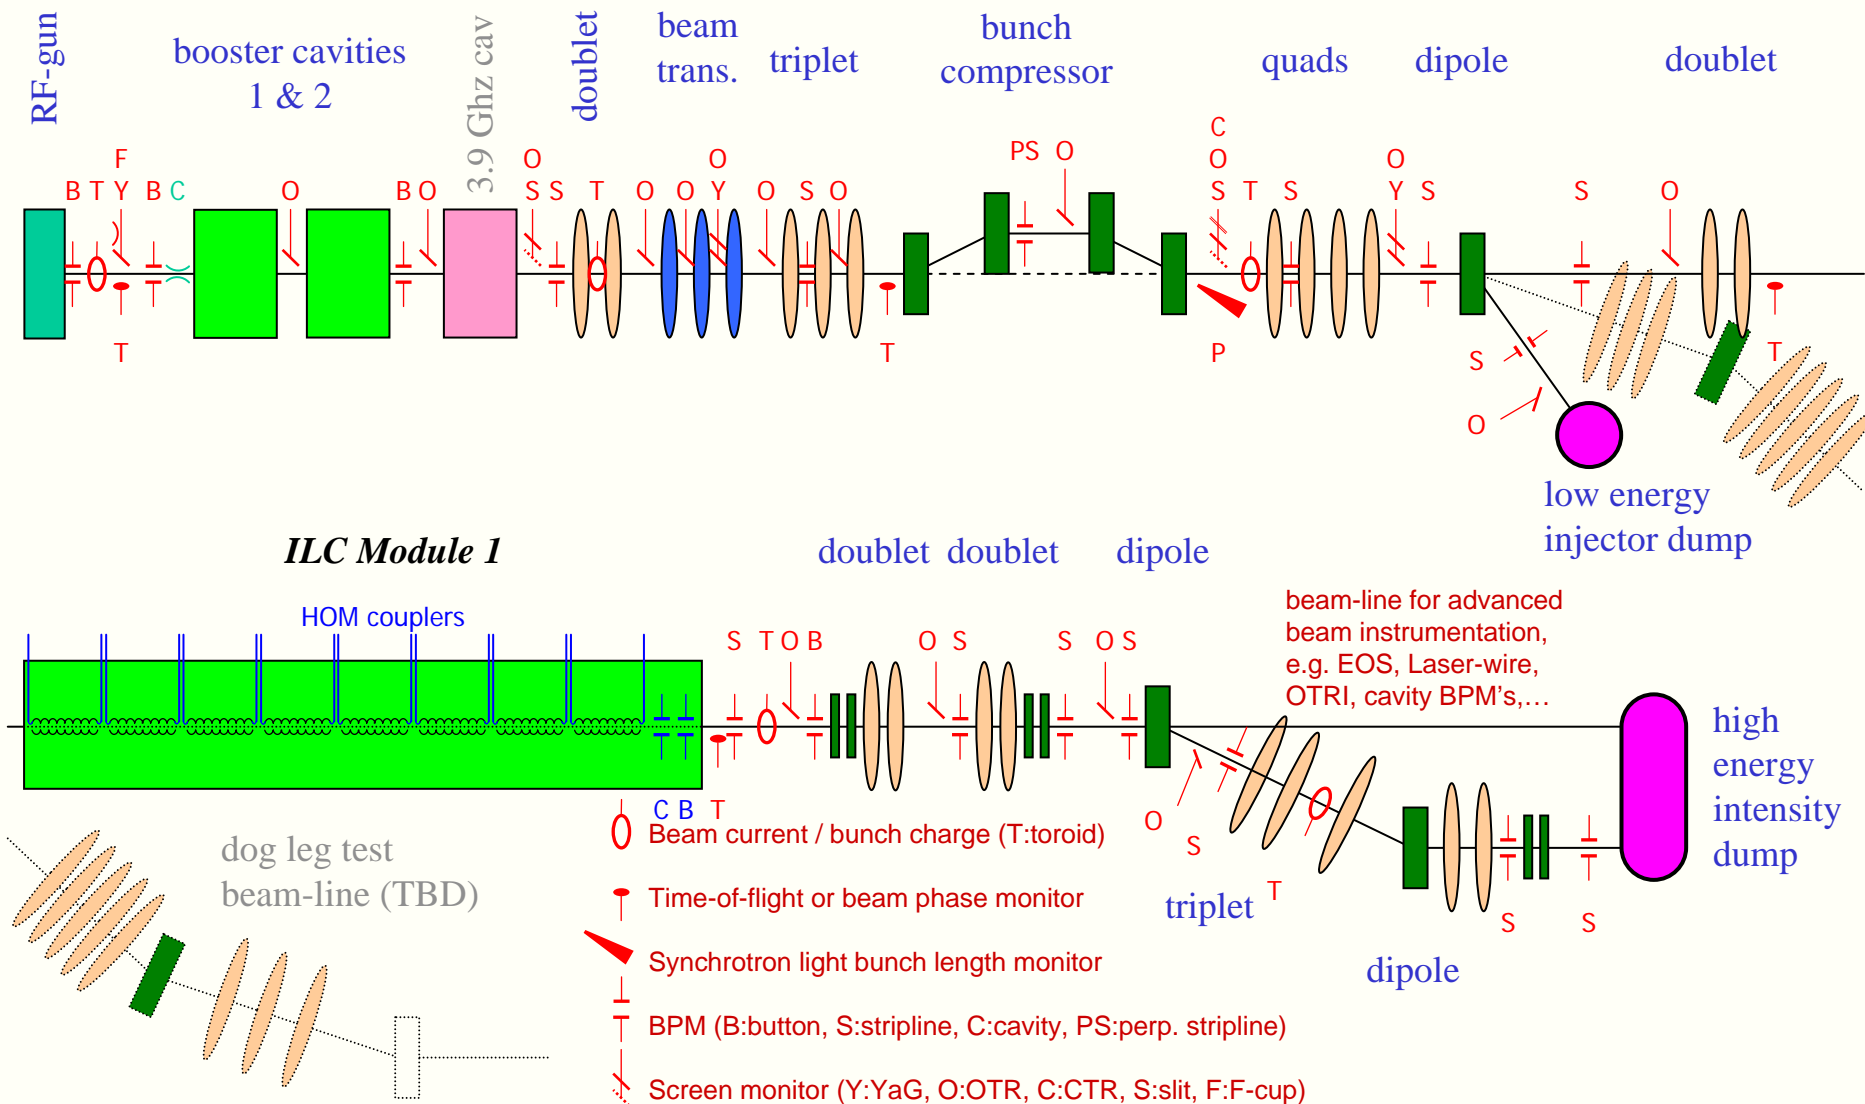 RF-gun
booster cavities
1 & 2
3.9 Ghz cav
doublet
beam
trans.
triplet
bunch
compressor
quads
dipole
doublet
F
B T Y B C
O
B O
O
S S T
O
O
O
Y
O
S O
PS O
C
O
S T S
O
Y S
S
O
T
T
P
S
T
O
low energy
injector dump
ILC Module 1
HOM couplers
doublet doublet
dipole
beam-line for advanced
beam instrumentation,
e.g. EOS, Laser-wire,
OTRI, cavity BPM's,...
S T O B
O S
S
O S
high
energy
intensity
dump
C B T
O
S
T
triplet
dipole
S
S
dog leg test
beam-line (TBD)
Beam current / bunch charge (T:toroid)
Time-of-flight or beam phase monitor
Synchrotron light bunch length monitor
BPM (B:button, S:stripline, C:cavity, PS:perp. stripline)
Screen monitor (Y:YaG, O:OTR, C:CTR, S:slit, F:F-cup)